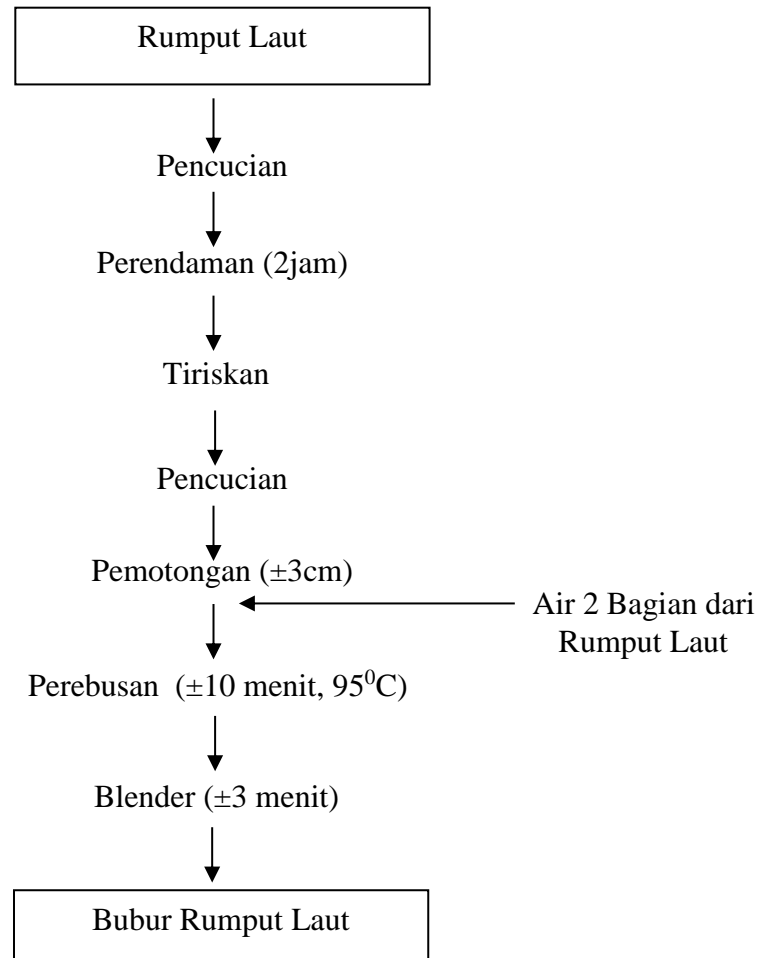 Rumput Laut
Pencucian
Perendaman (2jam)
Tiriskan
Pencucian
Pemotongan (±3cm)
Air 2 Bagian dari
Rumput Laut
Perebusan  (±10 menit, 95⁰C)
Blender (±3 menit)
Bubur Rumput Laut